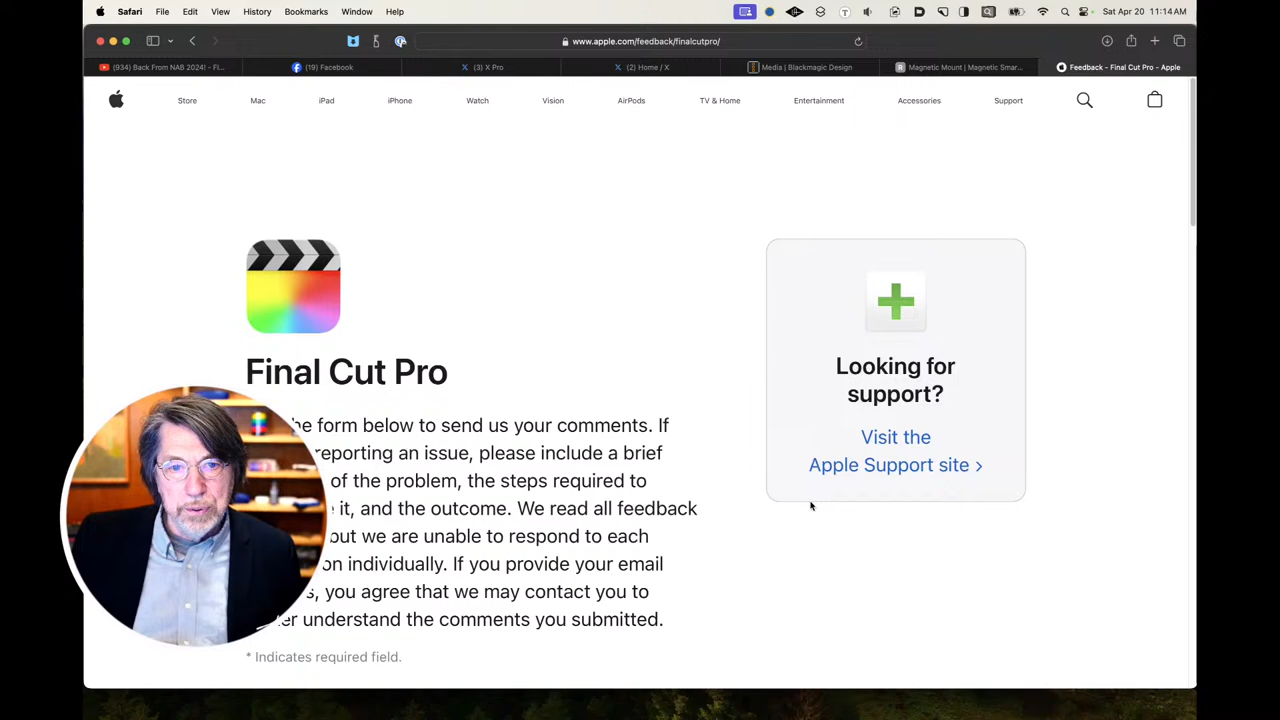 Safari File Edit View History Bookmarks Window Help Sat Apr 20 11:14 AM
www.apple.com/feedback/finalcutpro/
(934) Back From NAB 2024! - Fi... (19) Facebook (3) X Pro (2) Home / X Media | Blackmagic Design Magnetic Mount | Magnetic Smar... Feedback - Final Cut Pro - Apple
Store Mac iPad iPhone Watch Vision AirPods TV & Home Entertainment Accessories Support
Final Cut Pro
he form below to send us your comments. If
reporting an issue, please include a brief
of the problem, the steps required to
it, and the outcome. We read all feedback
but we are unable to respond to each
on individually. If you provide your email
s, you agree that we may contact you to
er understand the comments you submitted.
* Indicates required field.
Looking for
support?
Visit the
Apple Support site >